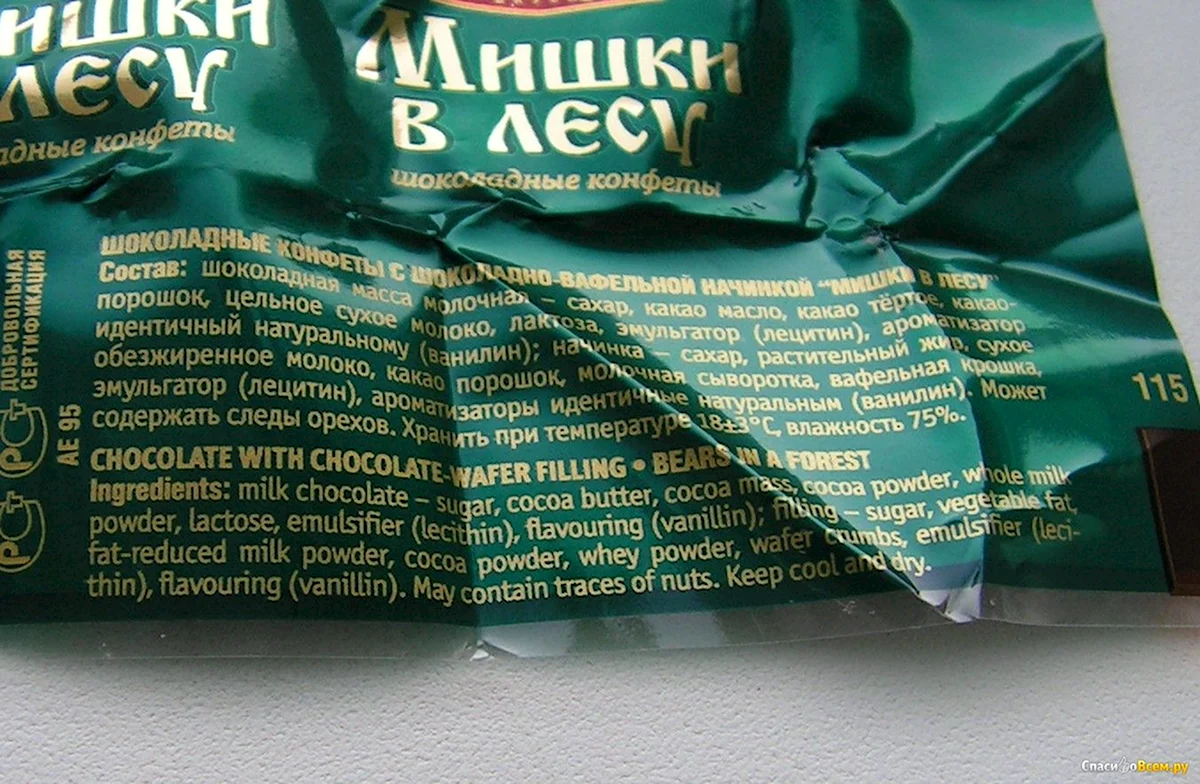 ишки
лесу
адные конфеты
Мишки
в лесу
шоколадные конфеты
ДОБРОВОЛЬНАЯ
СЕРТИФИКАЦИЯ
АЕ 95
ШОКОЛАДНЫЕ КОНФЕТЫ С ШОКОЛАДНО-ВАФЕЛЬНОЙ НАЧИНКОЙ “МИШКИ В ЛЕСУ”
Состав: шоколадная масса молочная – сахар, какао масло, какао тёртое, какао-
порошок, цельное сухое молоко, лактоза, эмульгатор (лецитин), ароматизатор
идентичный натуральному (ванилин); начинка – сахар, растительный жир, сухое
обезжиренное молоко, какао порошок, молочная сыворотка, вафельная крошка,
эмульгатор (лецитин), ароматизаторы идентичные натуральным (ванилин). Может
содержать следы орехов. Хранить при температуре 18±3°С, влажность 75%.
115
CHOCOLATE WITH CHOCOLATE-WAFER FILLING • BEARS IN A FOREST
Ingredients: milk chocolate – sugar, cocoa butter, cocoa mass, cocoa powder, whole milk
powder, lactose, emulsifier (lecithin), flavouring (vanillin); filling – sugar, vegetable fat,
fat-reduced milk powder, cocoa powder, whey powder, wafer crumbs, emulsifier (leci-
thin), flavouring (vanillin). May contain traces of nuts. Keep cool and dry.
СпасибоВсем.ру